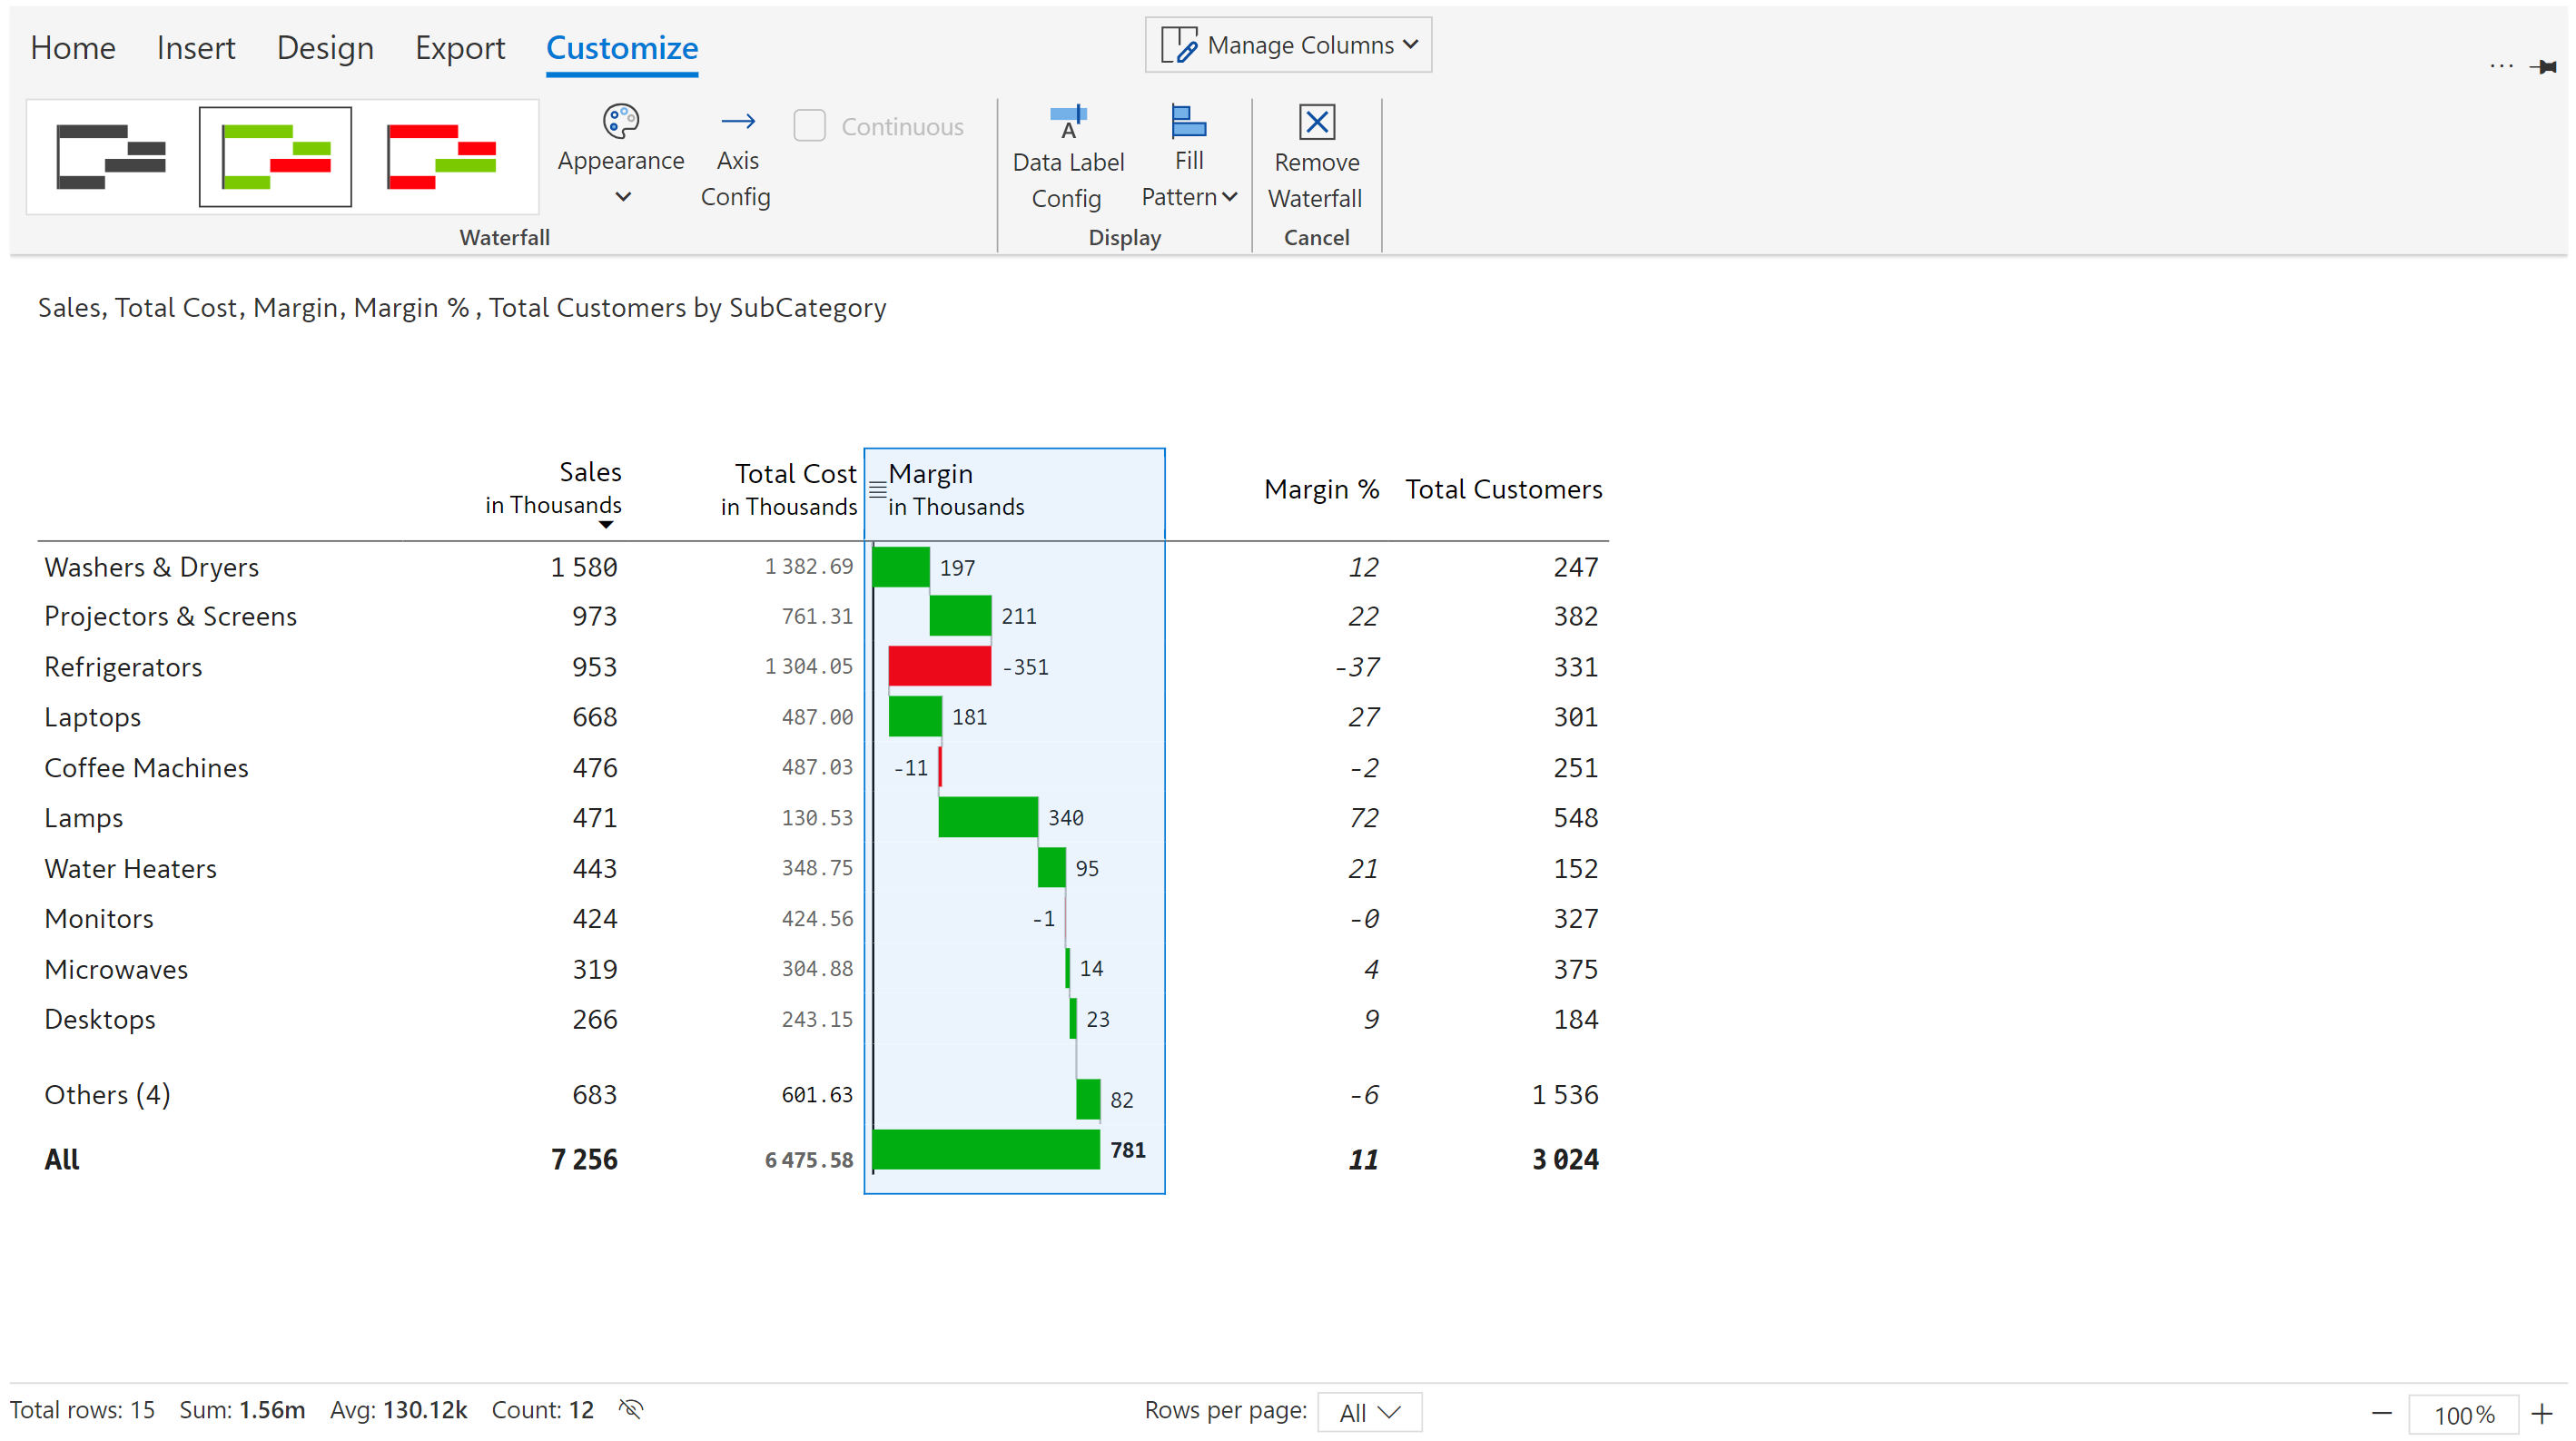 Home Insert Design Export Customize
Manage Columns
...
Appearance
Axis
Config
Continuous
Waterfall
A
Data Label
Config
Fill
Pattern
Display
Remove
Waterfall
Cancel
Sales, Total Cost, Margin, Margin % , Total Customers by SubCategory
Sales
in Thousands
Total Cost
in Thousands
Margin
in Thousands
Margin %
Total Customers
Washers & Dryers 1 580 1 382.69 197 12 247
Projectors & Screens 973 761.31 211 22 382
Refrigerators 953 1 304.05 -351 -37 331
Laptops 668 487.00 181 27 301
Coffee Machines 476 487.03 -11 -2 251
Lamps 471 130.53 340 72 548
Water Heaters 443 348.75 95 21 152
Monitors 424 424.56 -1 -0 327
Microwaves 319 304.88 14 4 375
Desktops 266 243.15 23 9 184
Others (4) 683 601.63 82 -6 1 536
All 7 256 6 475.58 781 11 3 024
Total rows: 15 Sum: 1.56m Avg: 130.12k Count: 12 Rows per page: All 100%